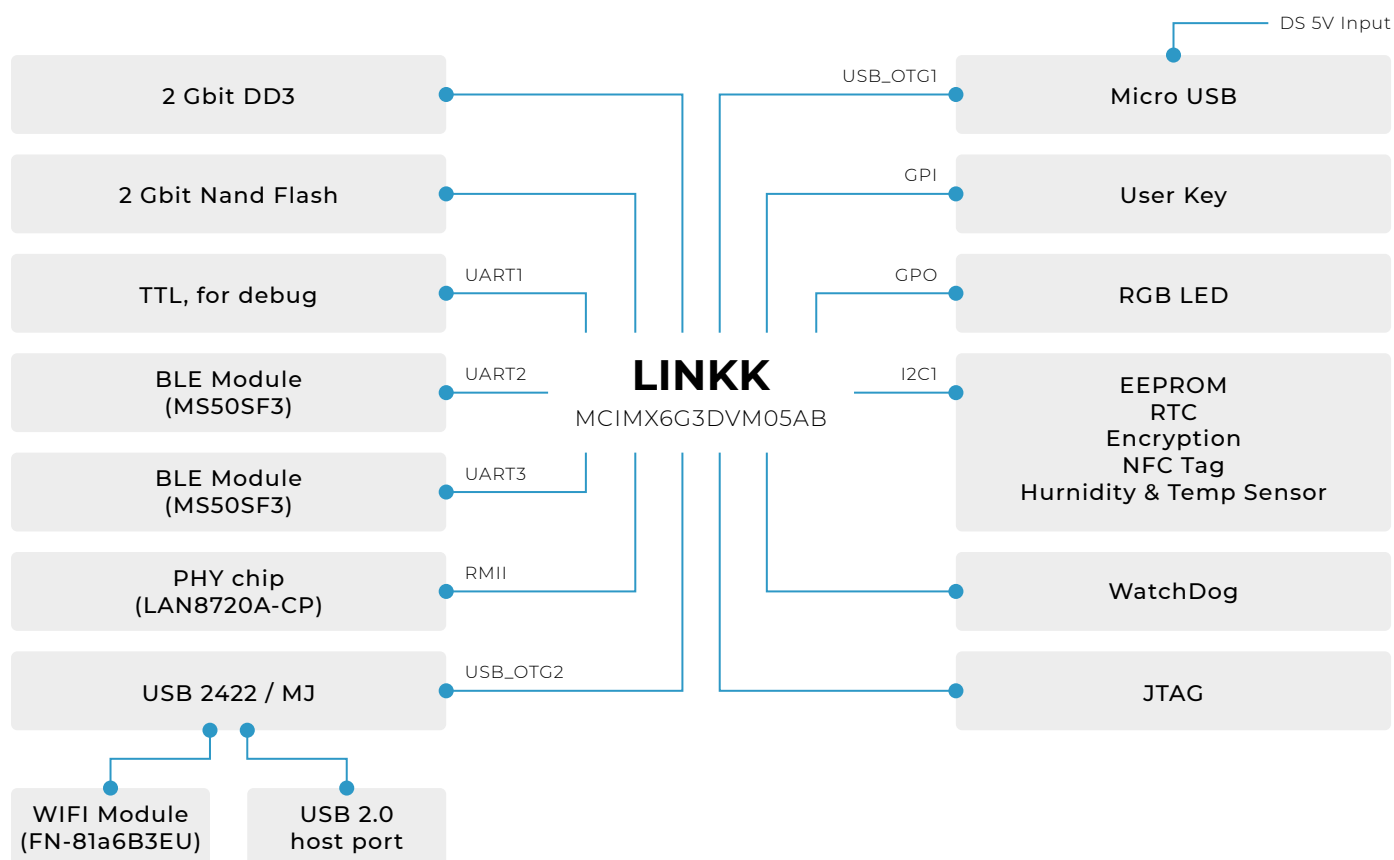 DS 5V Input
2 Gbit DD3
2 Gbit Nand Flash
TTL, for debug
UART1
BLE Module
(MS50SF3)
UART2
BLE Module
(MS50SF3)
UART3
PHY chip
(LAN8720A-CP)
RMII
USB 2422 / MJ
USB_OTG2
WIFI Module
(FN-81a6B3EU)
USB 2.0
host port
LINKK
MCIMX6G3DVM05AB
USB_OTG1
Micro USB
GPI
User Key
GPO
RGB LED
I2C1
EEPROM
RTC
Encryption
NFC Tag
Hurnidity & Temp Sensor
WatchDog
JTAG